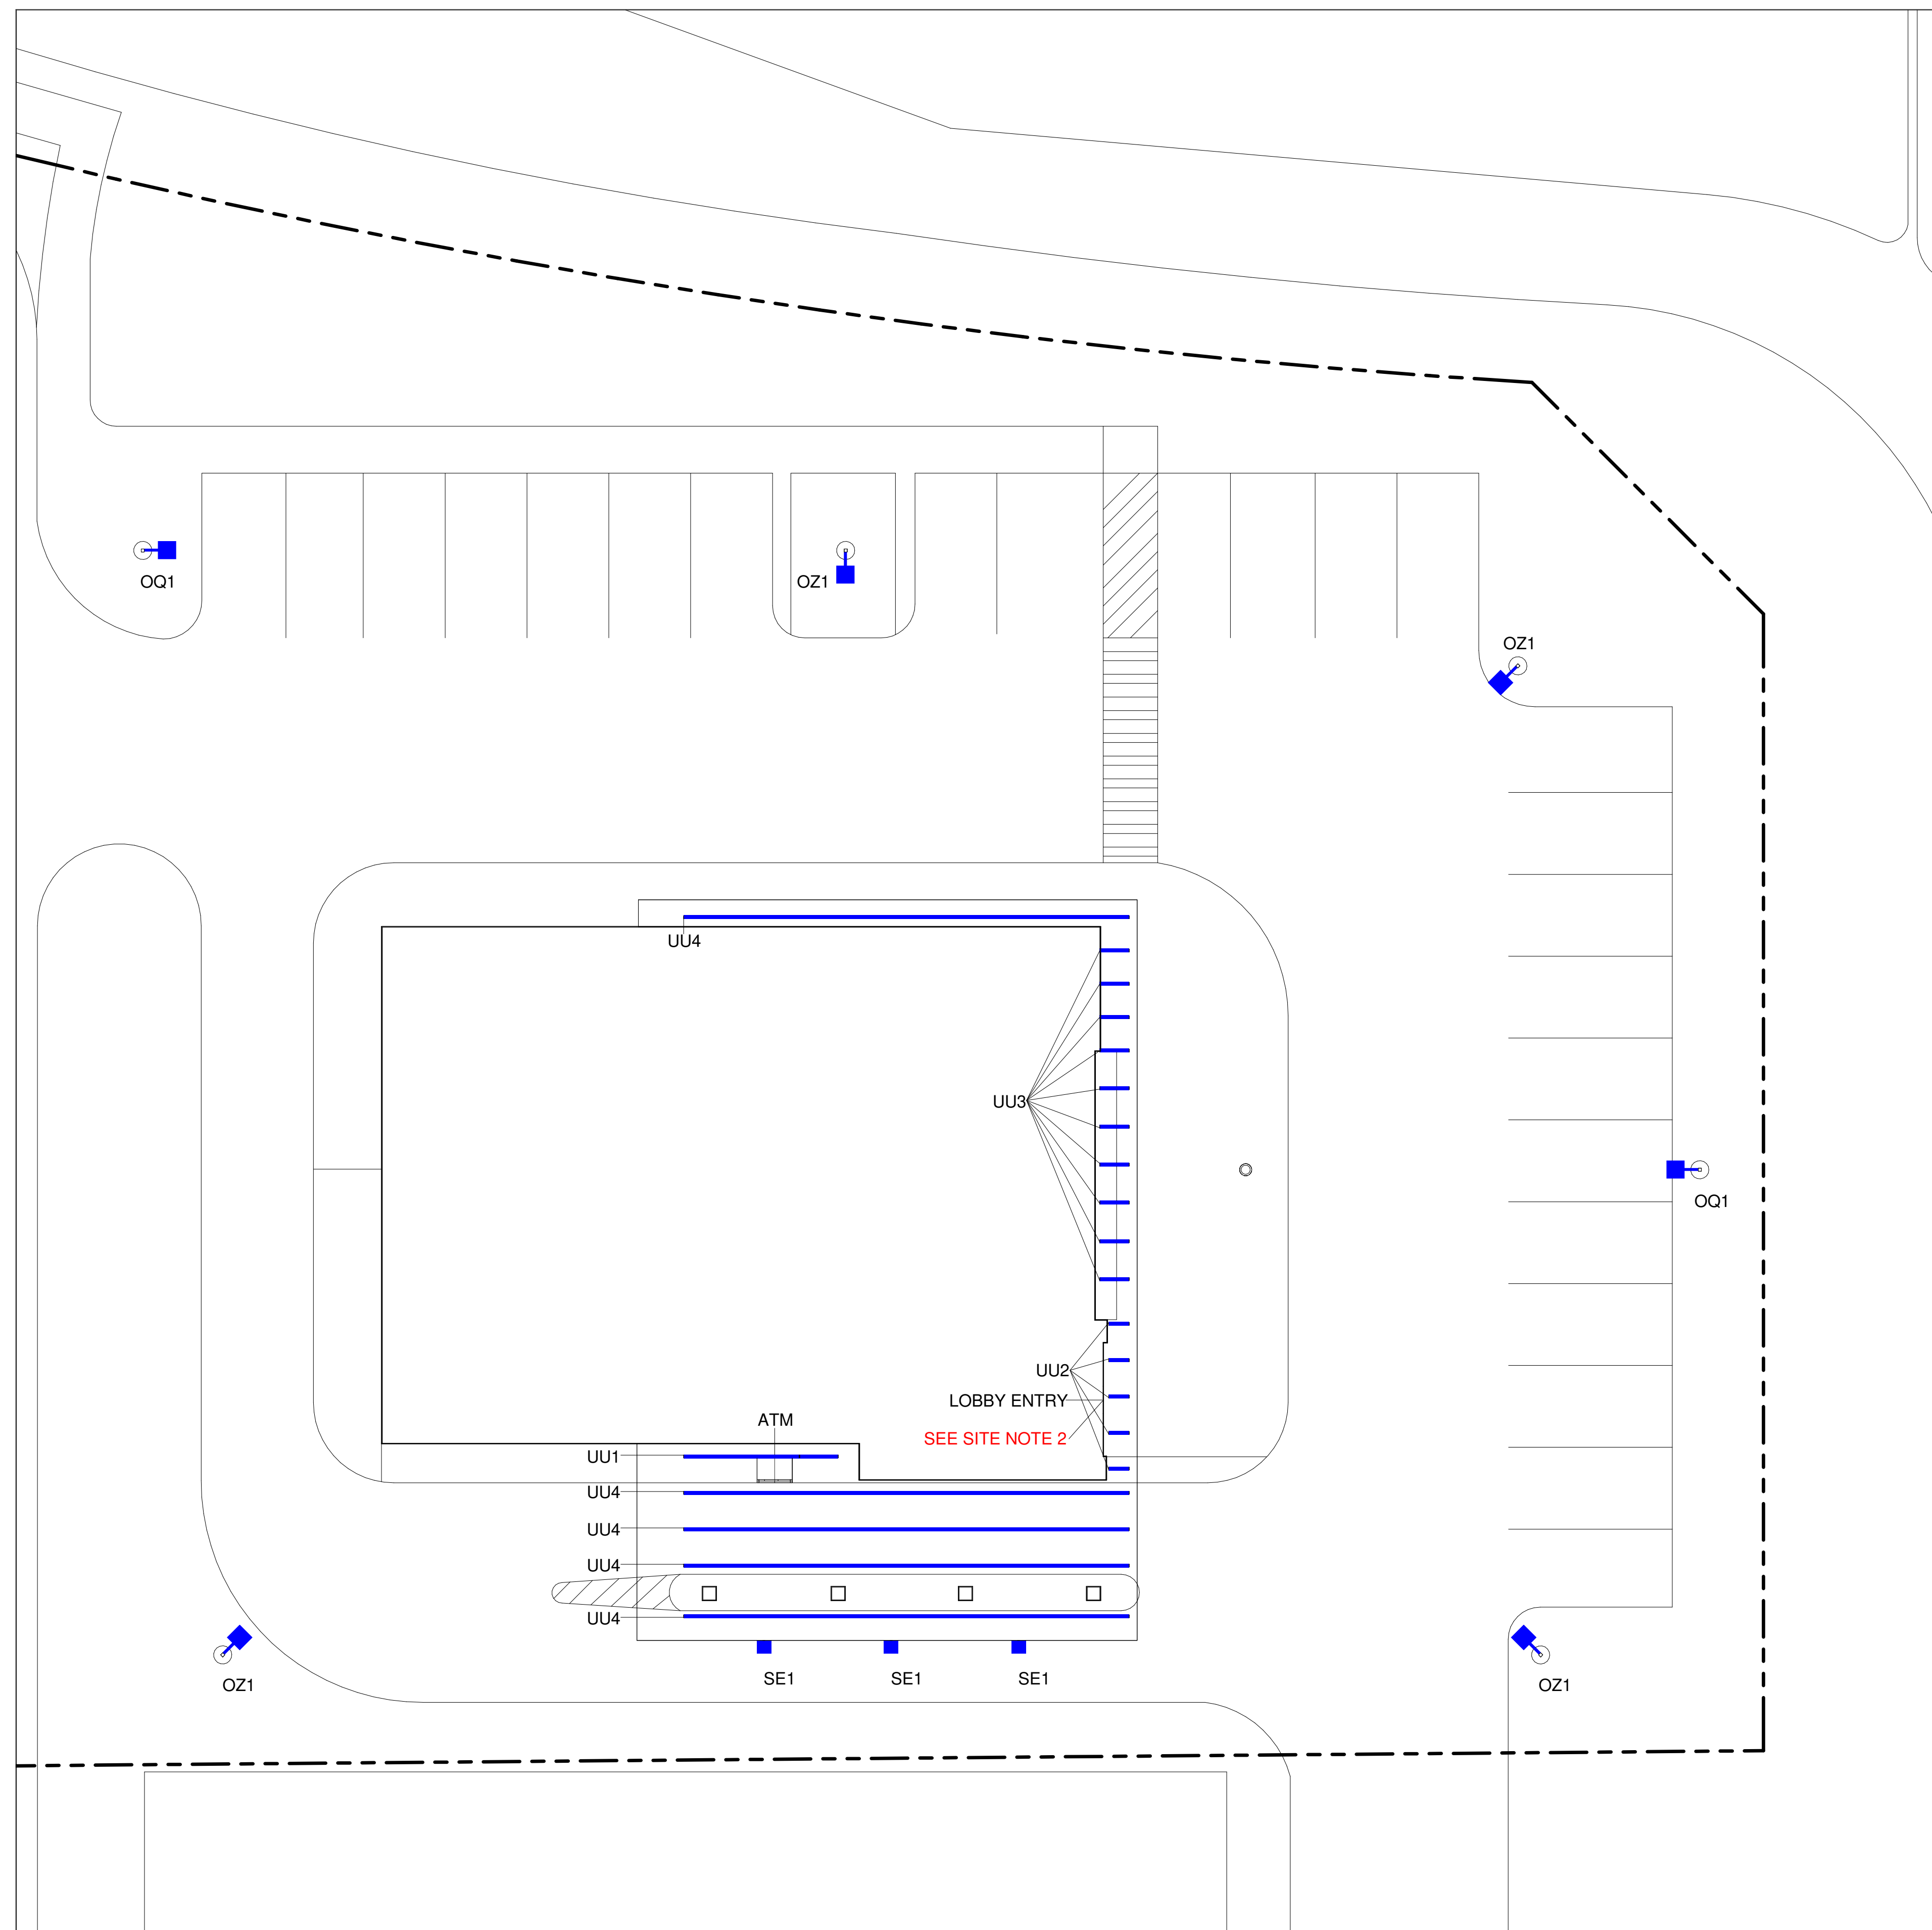 OQ1
OZ1
OZ1
UU4
UU3
OQ1
UU2
LOBBY ENTRY
SEE SITE NOTE 2
ATM
UU1
UU4
UU4
UU4
UU4
SE1
SE1
SE1
OZ1
OZ1